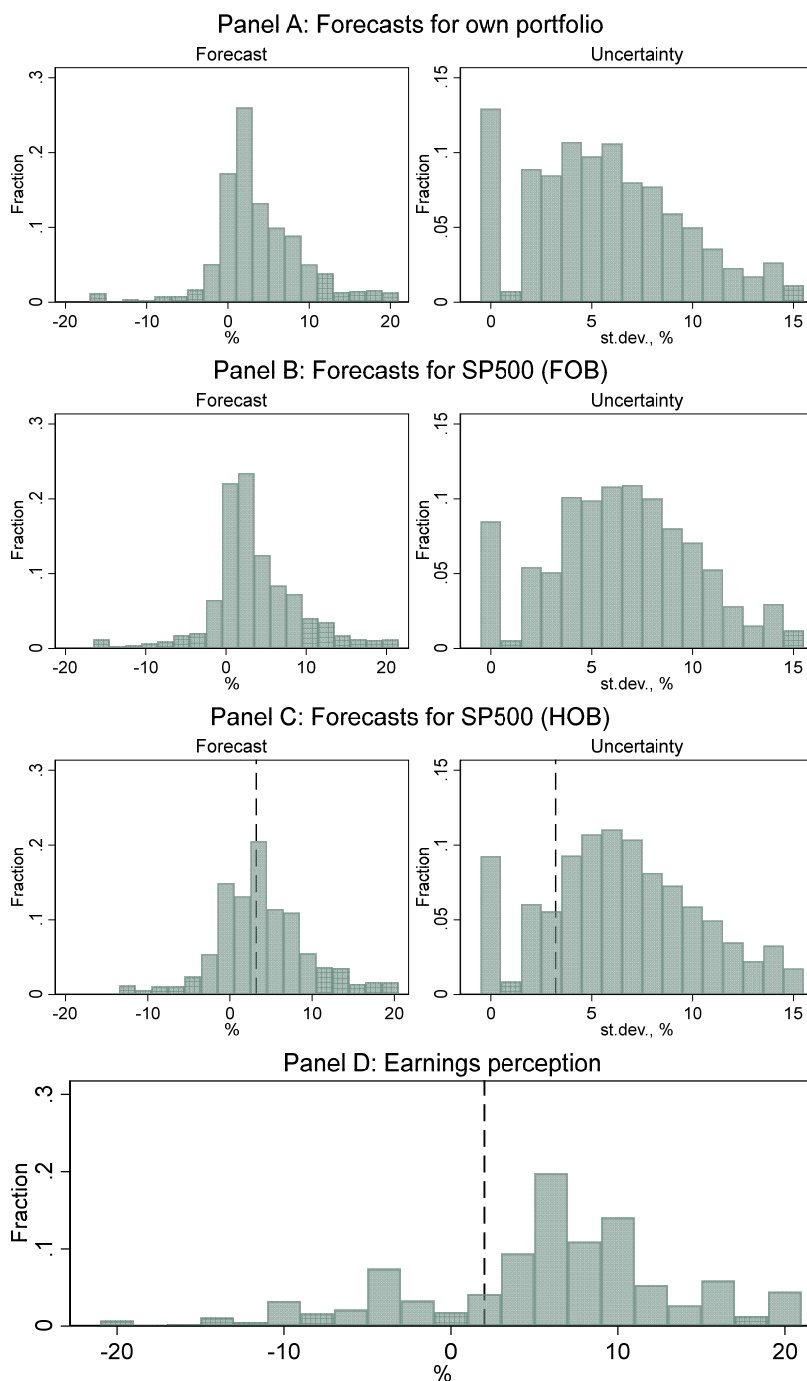 Panel A: Forecasts for own portfolio
Forecast
Uncertainty
Fraction
0 .1 .2 .3
-20 -10 0 10 20
%
Fraction
0 0.05 .1 .15
0 5 10 15
st.dev., %
Panel B: Forecasts for SP500 (FOB)
Forecast
Uncertainty
Fraction
0 .1 .2 .3
-20 -10 0 10 20
%
Fraction
0 0.05 .1 .15
0 5 10 15
st.dev., %
Panel C: Forecasts for SP500 (HOB)
Forecast
Uncertainty
Fraction
0 .1 .2 .3
-20 -10 0 10 20
%
Fraction
0 0.05 .1 .15
0 5 10 15
st.dev., %
Panel D: Earnings perception
Fraction
0 .1 .2 .3
-20 -10 0 10 20
%